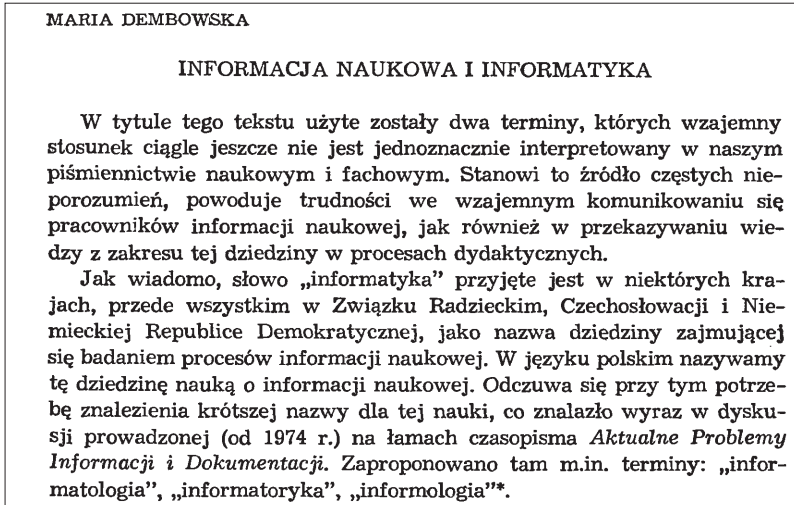 MARIA DEMBOWSKA
INFORMACJA NAUKOWA I INFORMATYKA
W tytule tego tekstu użyte zostały dwa terminy, których wzajemny
stosunek ciągle jeszcze nie jest jednoznacznie interpretowany w naszym
piśmiennictwie naukowym i fachowym. Stanowi to źródło częstych nie-
porozumień, powoduje trudności we wzajemnym komunikowaniu się
pracowników informacji naukowej, jak również w przekazywaniu wie-
dzy z zakresu tej dziedziny w procesach dydaktycznych.
Jak wiadomo, słowo „informatyka” przyjęte jest w niektórych kra-
jach, przede wszystkim w Związku Radzieckim, Czechosłowacji i Nie-
mieckiej Republice Demokratycznej, jako nazwa dziedziny zajmującej
się badaniem procesów informacji naukowej. W języku polskim nazywamy
tę dziedzinę nauką o informacji naukowej. Odczuwa się przy tym potrze-
bę znalezienia krótszej nazwy dla tej nauki, co znalazło wyraz w dysku-
sji prowadzonej (od 1974 r.) na łamach czasopisma Aktualne Problemy
Informacji i Dokumentacji. Zaproponowano tam m.in. terminy: „infor-
matologia”, „informatoryka”, „informologia”*.